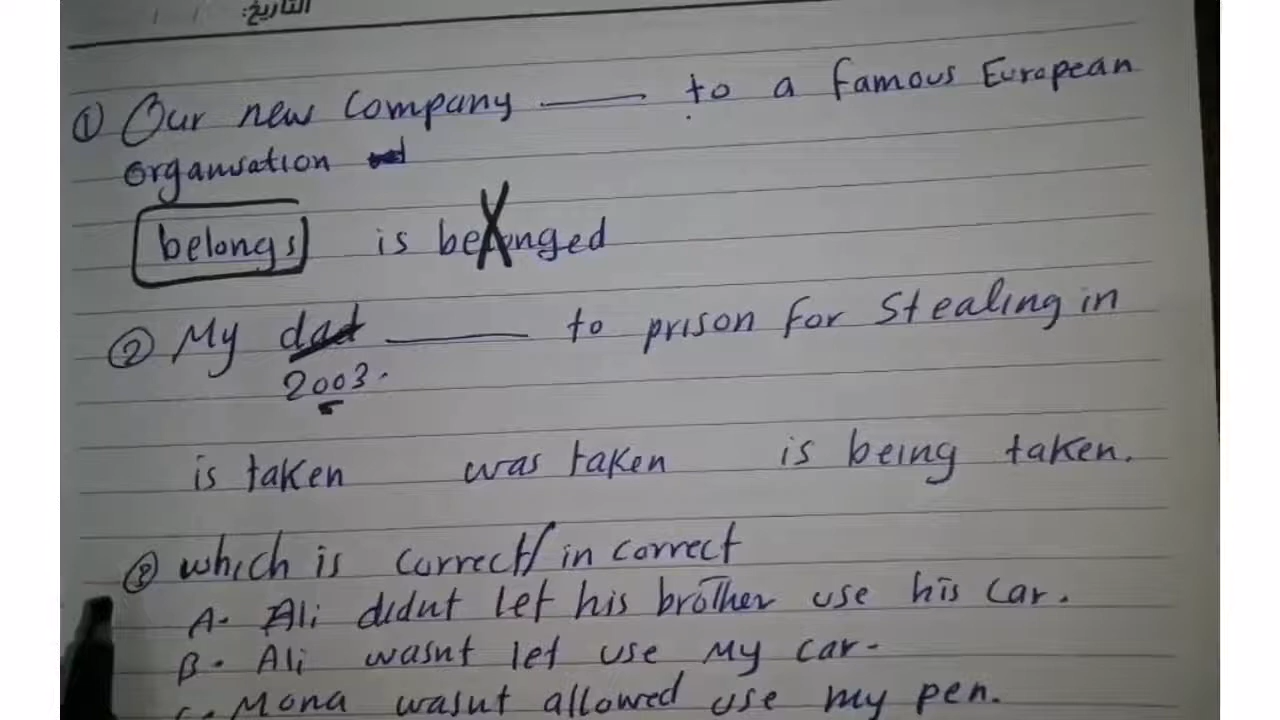 التاريخ: / /
① Our new Company ——— to a famous European
organisation
belongs is belonged
② My dad ——— to prison for Stealing in
2003.
is taken was taken is being taken.
③ which is correct/in correct
A- Ali didnt let his brother use his car.
B- Ali wasnt let use My car-
C- Mona wasnt allowed use my pen.